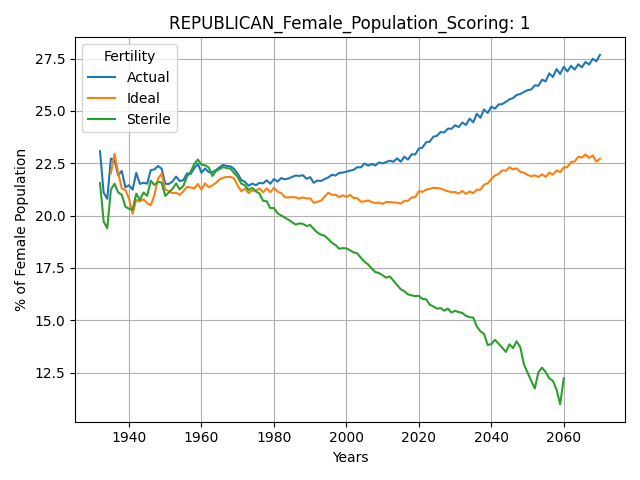 REPUBLICAN_Female_Population_Scoring: 1
% of Female Population
27.5
25.0
22.5
20.0
17.5
15.0
12.5
Fertility
Actual
Ideal
Sterile
1940 1960 1980 2000 2020 2040 2060
Years